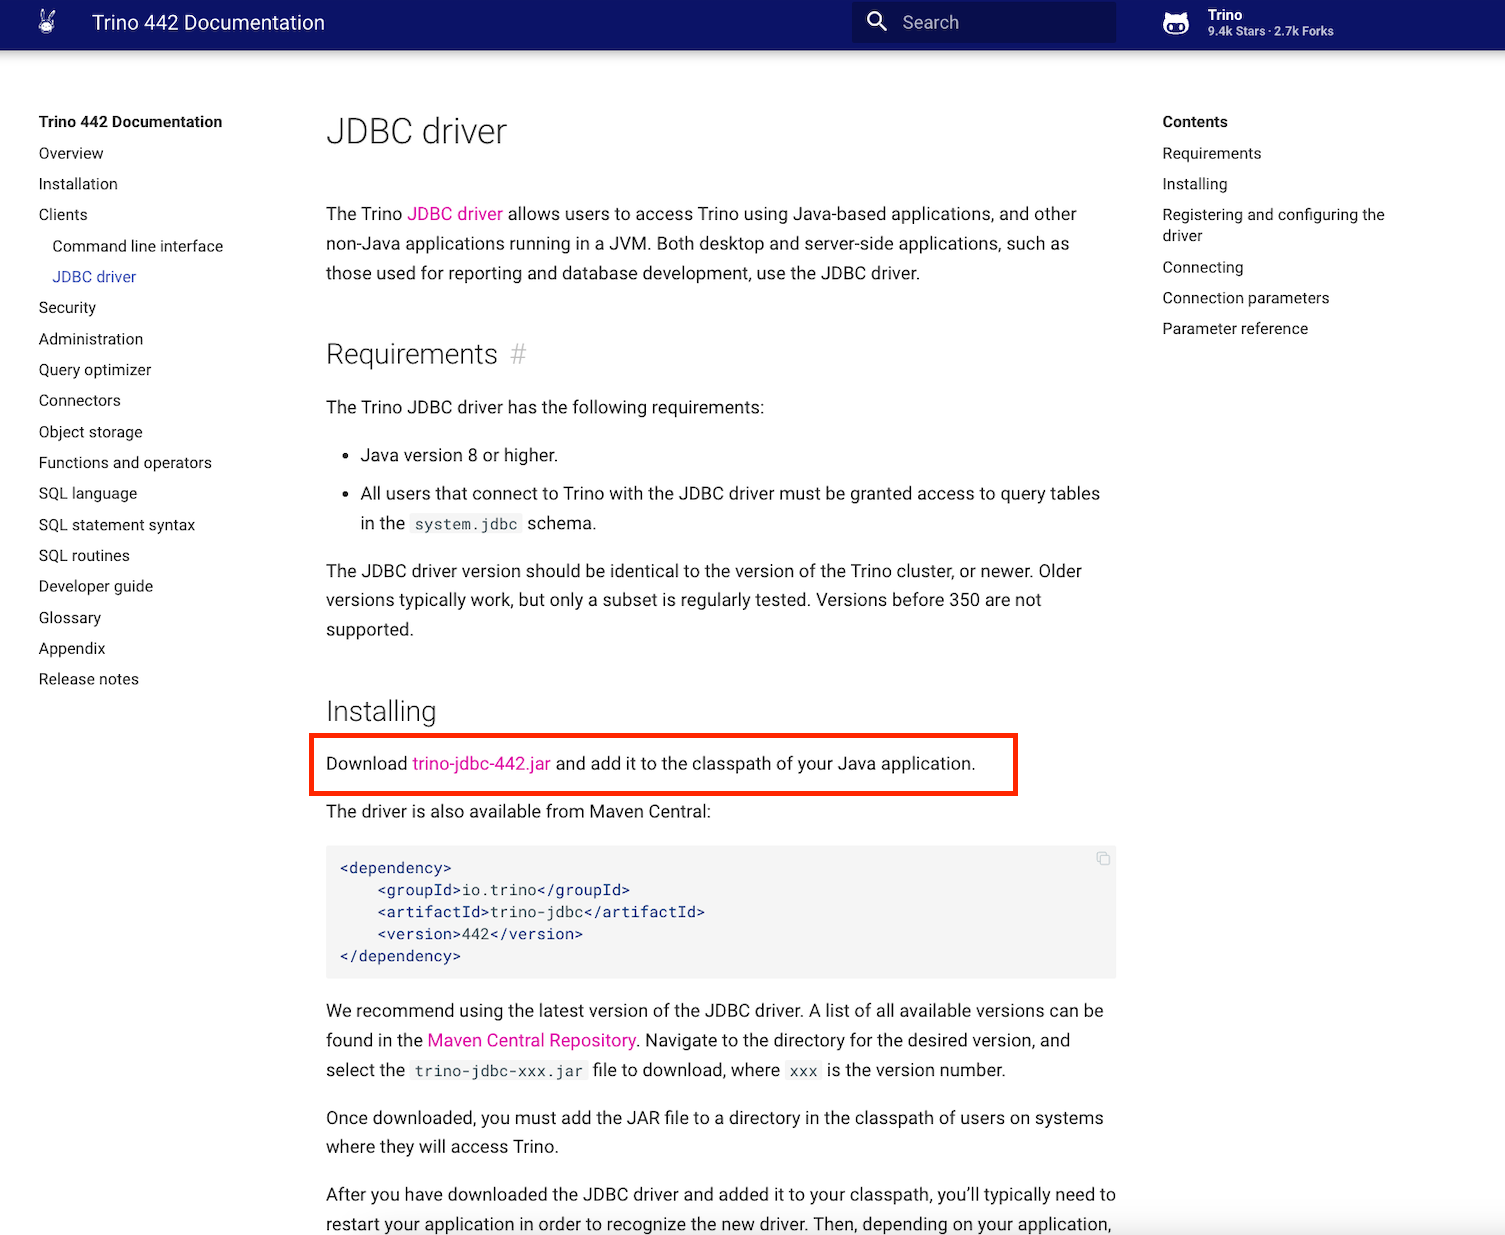 Trino 442 Documentation
Search
Trino
9.4k Stars · 2.7k Forks
Trino 442 Documentation
Overview
Installation
Clients
Command line interface
JDBC driver
Security
Administration
Query optimizer
Connectors
Object storage
Functions and operators
SQL language
SQL statement syntax
SQL routines
Developer guide
Glossary
Appendix
Release notes
JDBC driver
The Trino JDBC driver allows users to access Trino using Java-based applications, and other
non-Java applications running in a JVM. Both desktop and server-side applications, such as
those used for reporting and database development, use the JDBC driver.
Requirements #
The Trino JDBC driver has the following requirements:
• Java version 8 or higher.
• All users that connect to Trino with the JDBC driver must be granted access to query tables
in the system.jdbc schema.
The JDBC driver version should be identical to the version of the Trino cluster, or newer. Older
versions typically work, but only a subset is regularly tested. Versions before 350 are not
supported.
Installing
Download trino-jdbc-442.jar and add it to the classpath of your Java application.
The driver is also available from Maven Central:
<dependency>
    <groupId>io.trino</groupId>
    <artifactId>trino-jdbc</artifactId>
    <version>442</version>
</dependency>
We recommend using the latest version of the JDBC driver. A list of all available versions can be
found in the Maven Central Repository. Navigate to the directory for the desired version, and
select the trino-jdbc-xxx.jar file to download, where xxx is the version number.
Once downloaded, you must add the JAR file to a directory in the classpath of users on systems
where they will access Trino.
After you have downloaded the JDBC driver and added it to your classpath, you’ll typically need to
restart your application in order to recognize the new driver. Then, depending on your application,
Contents
Requirements
Installing
Registering and configuring the
driver
Connecting
Connection parameters
Parameter reference